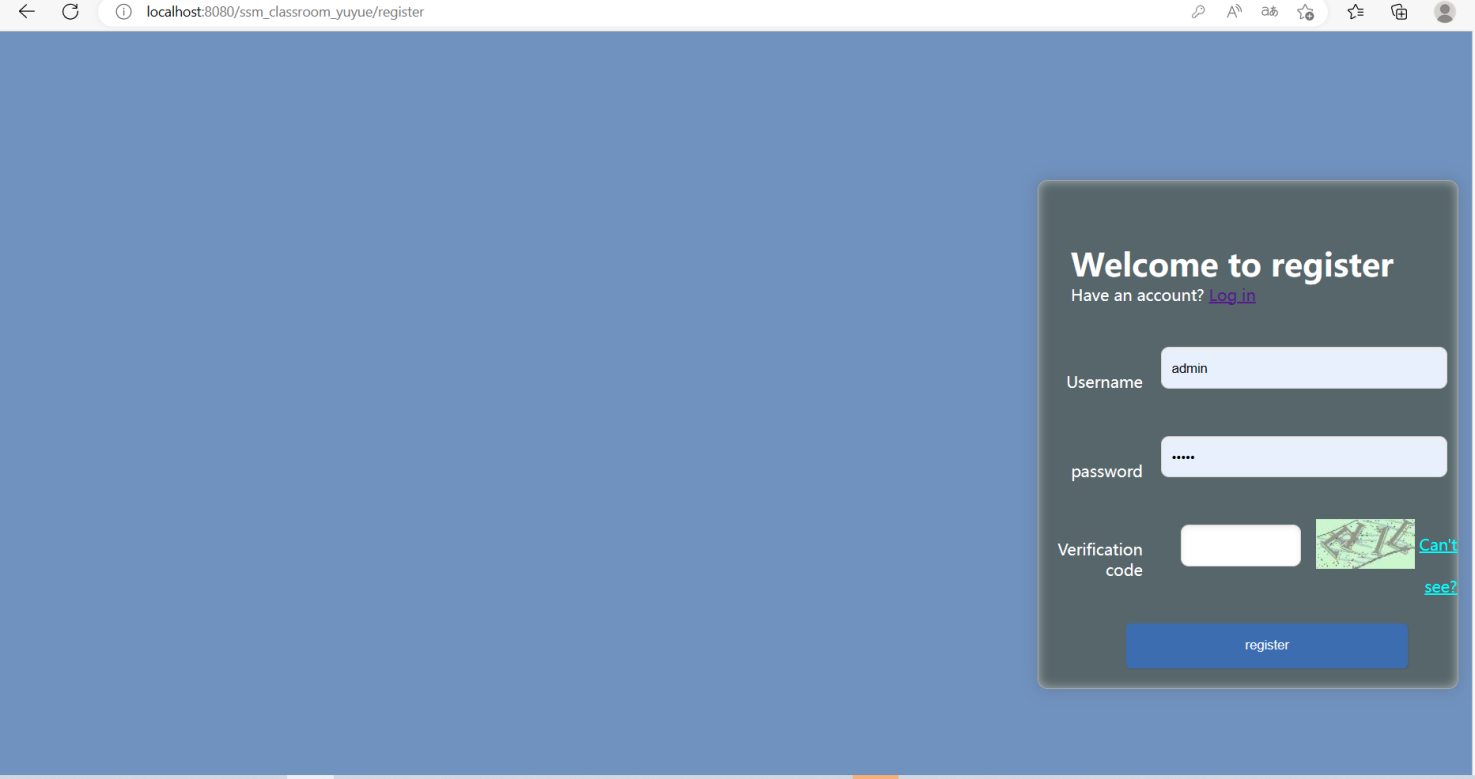 localhost:8080/ssm_classroom_yuyue/register
Welcome to register
Have an account? Log in
Username
admin
password
•••••
Verification
code
Can't
see?
register